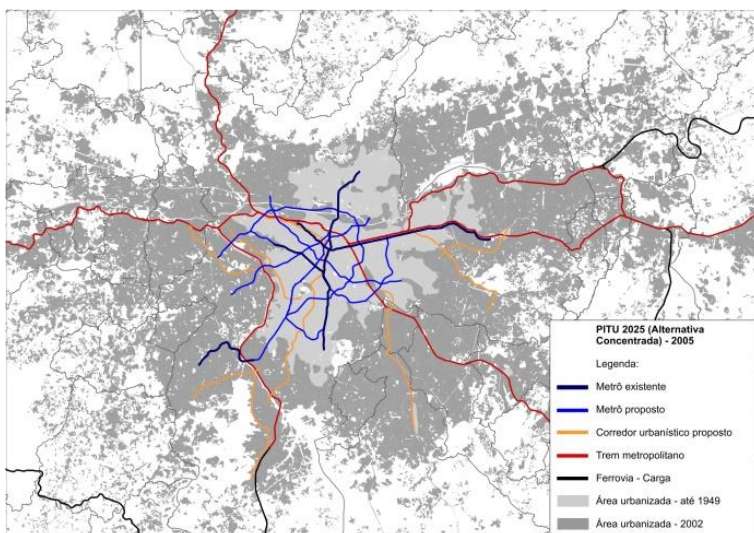 PITU 2025 (Alternativa
Concentrada) - 2005
Legenda:
Metrô existente
Metrô proposto
Corredor urbanístico proposto
Trem metropolitano
Ferrovia - Carga
Área urbanizada - até 1949
Área urbanizada - 2002